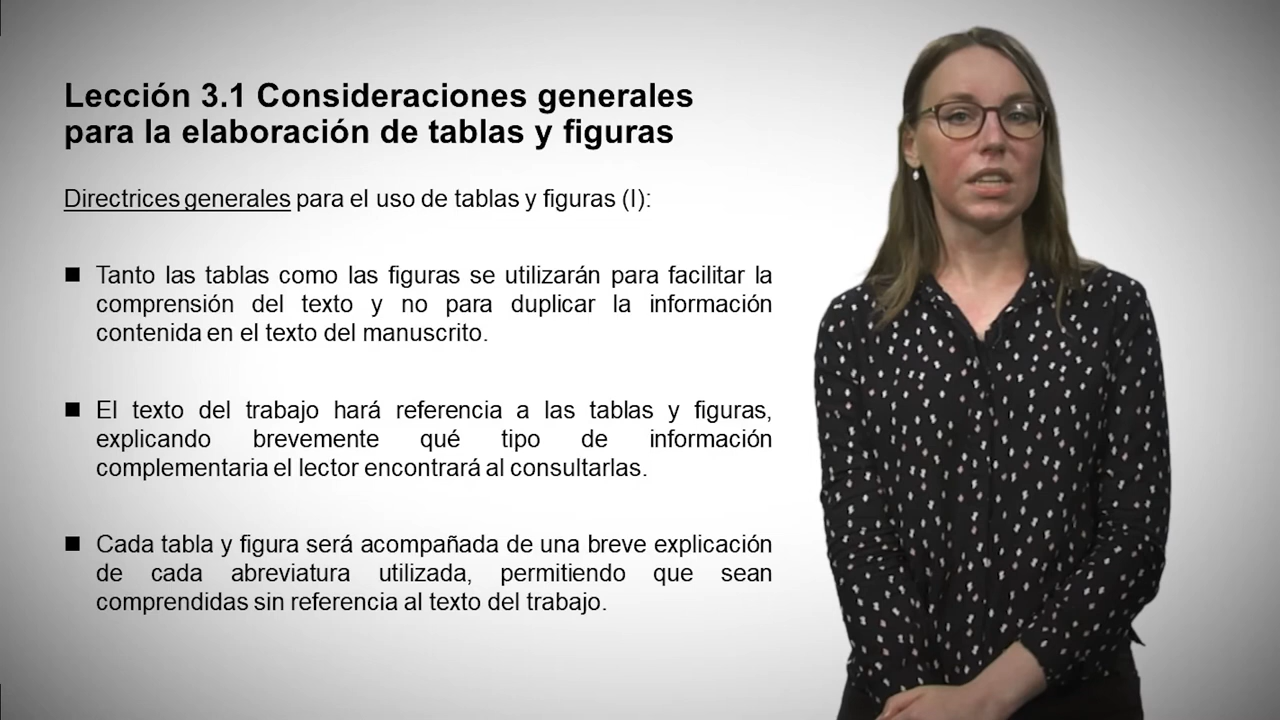 Lección 3.1 Consideraciones generales
para la elaboración de tablas y figuras
Directrices generales para el uso de tablas y figuras (I):
■ Tanto las tablas como las figuras se utilizarán para facilitar la
comprensión del texto y no para duplicar la información
contenida en el texto del manuscrito.
■ El texto del trabajo hará referencia a las tablas y figuras,
explicando brevemente qué tipo de información
complementaria el lector encontrará al consultarlas.
■ Cada tabla y figura será acompañada de una breve explicación
de cada abreviatura utilizada, permitiendo que sean
comprendidas sin referencia al texto del trabajo.